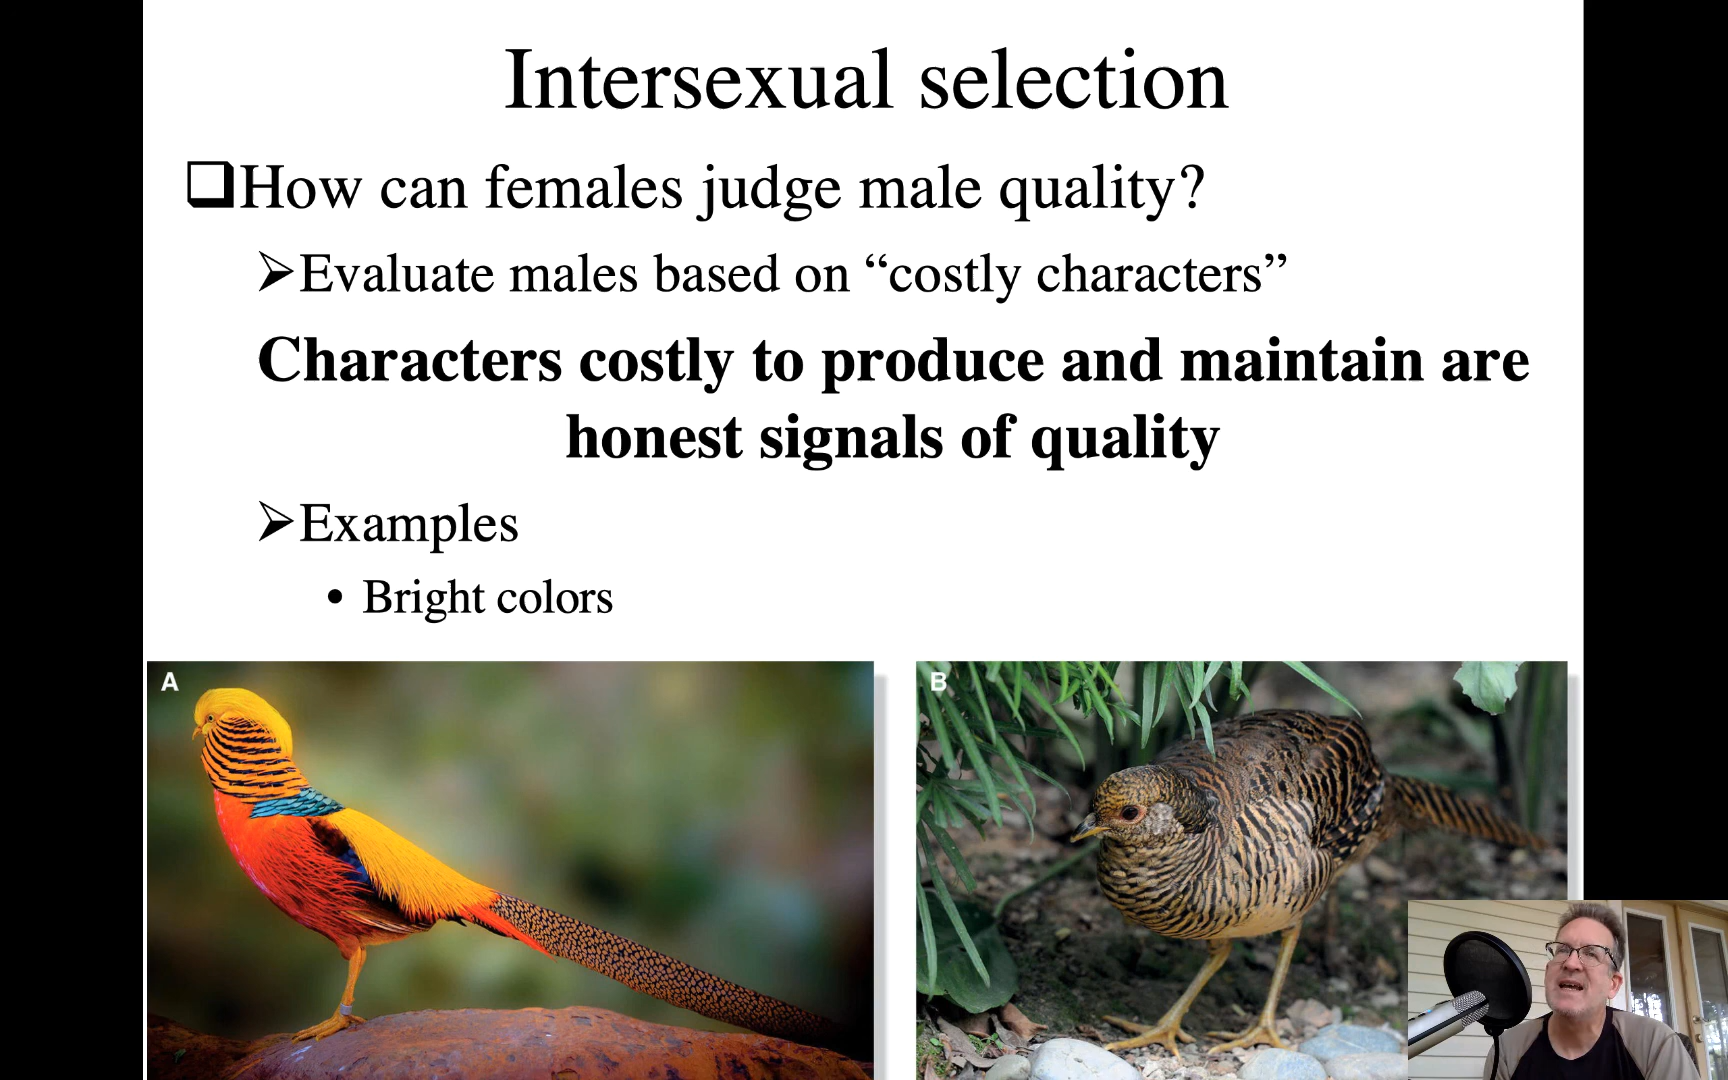 Intersexual selection
How can females judge male quality?
Evaluate males based on “costly characters”
Characters costly to produce and maintain are
honest signals of quality
Examples
• Bright colors
A
B